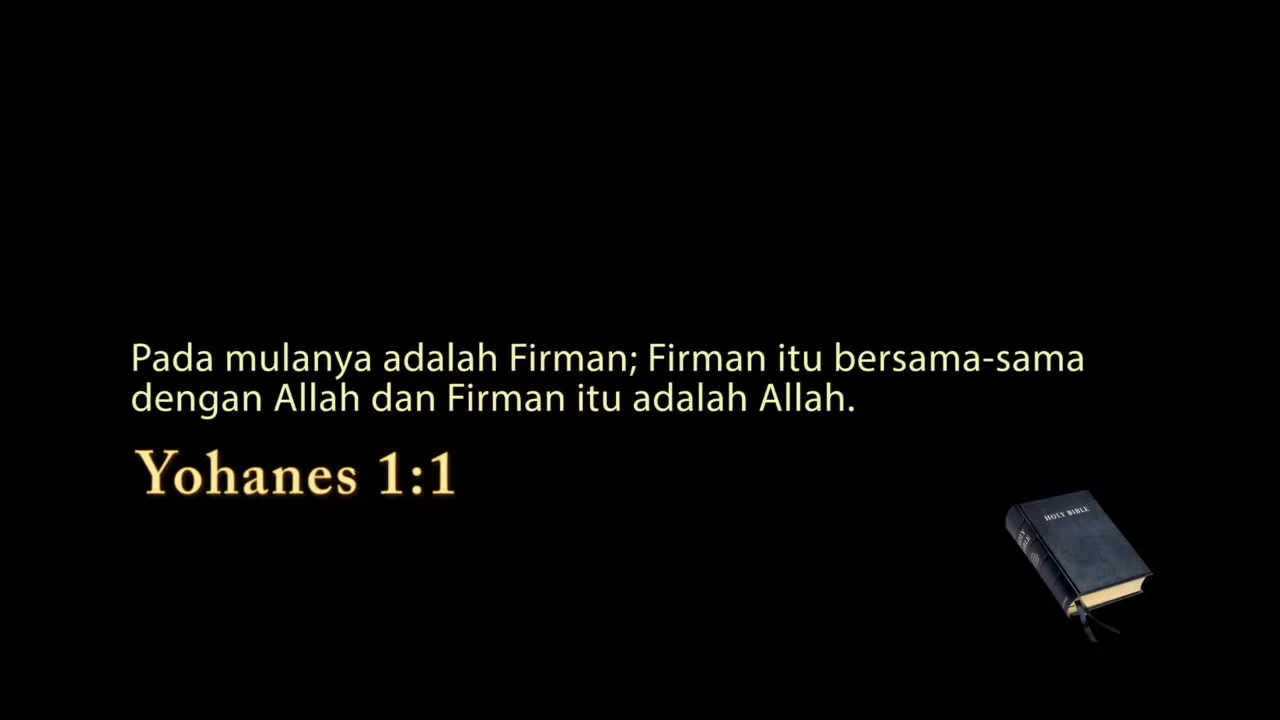 Pada mulanya adalah Firman; Firman itu bersama-sama
dengan Allah dan Firman itu adalah Allah.
Yohanes 1:1
HOLY BIBLE